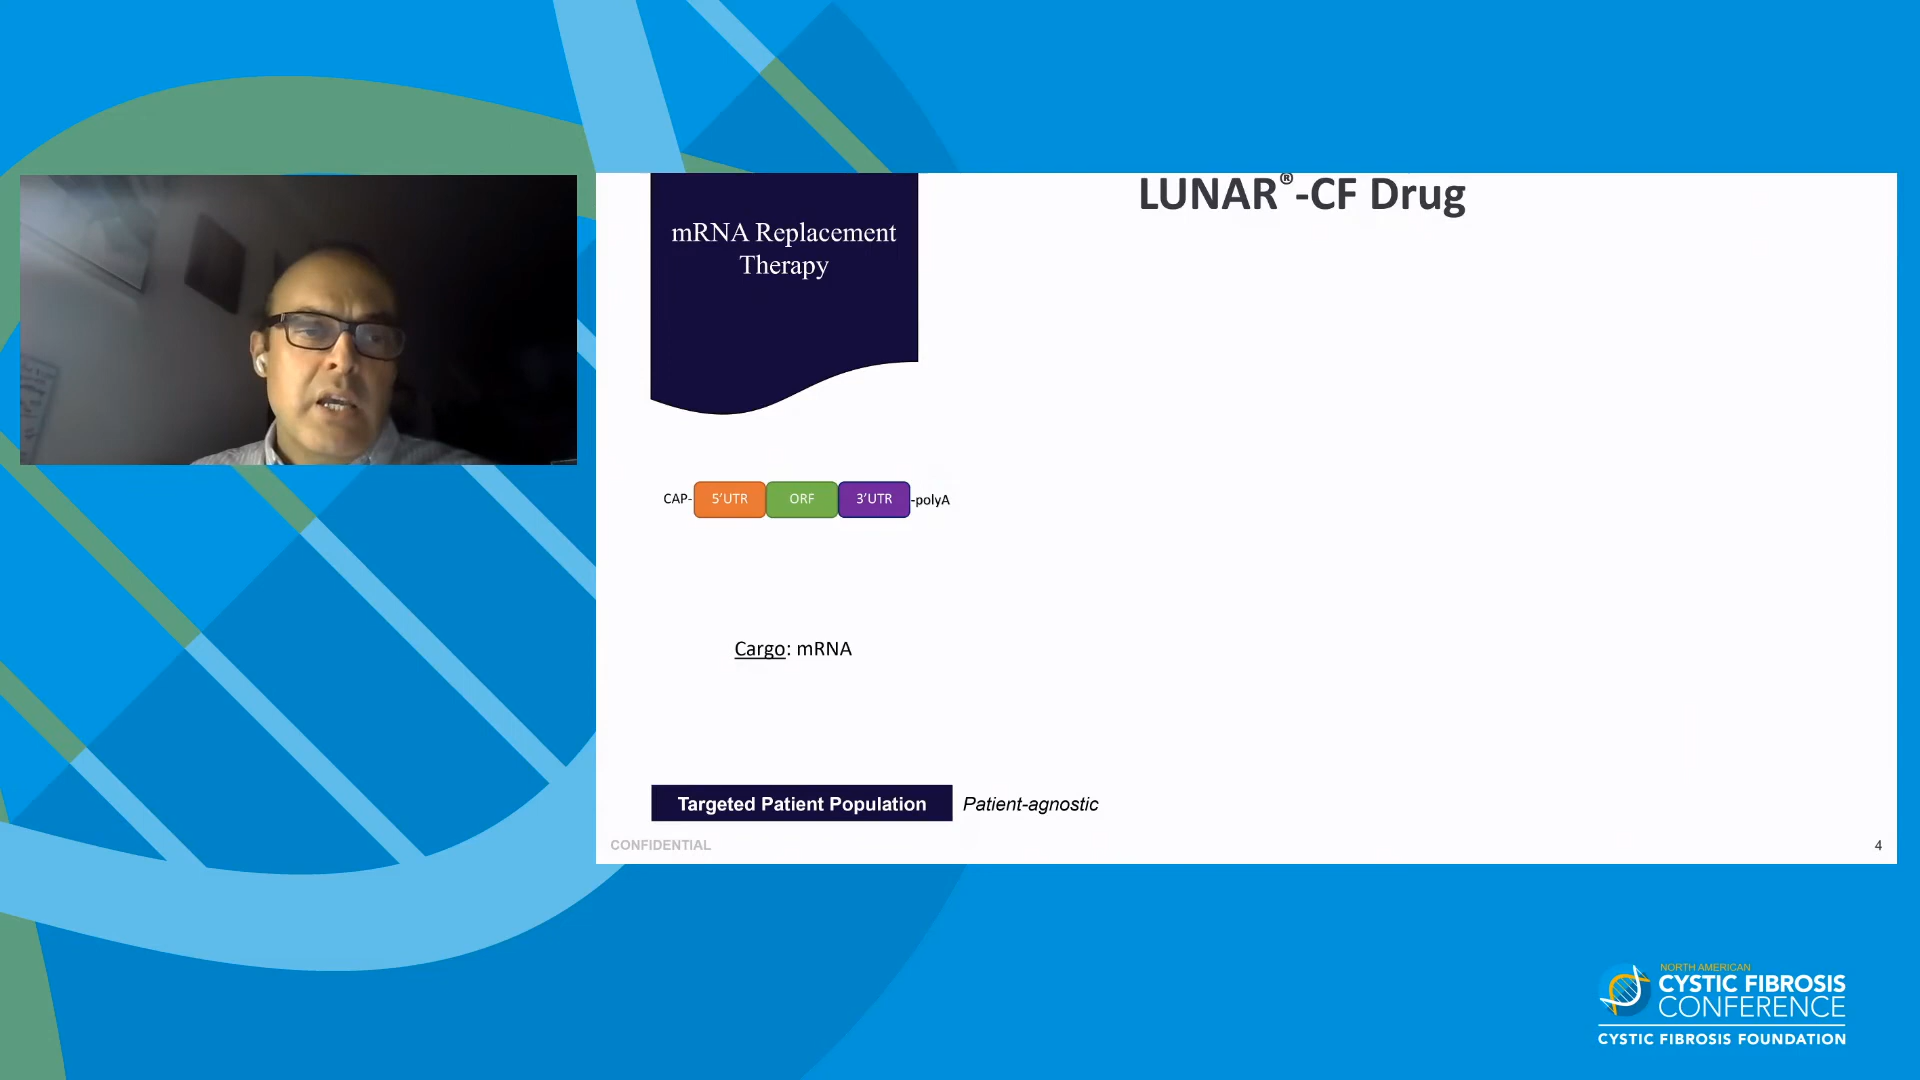 LUNAR®-CF Drug
mRNA Replacement
Therapy
CAP- 5’UTR ORF 3’UTR -polyA
Cargo: mRNA
Targeted Patient Population Patient-agnostic
CONFIDENTIAL 4
NORTH AMERICAN
CYSTIC FIBROSIS
CONFERENCE
CYSTIC FIBROSIS FOUNDATION